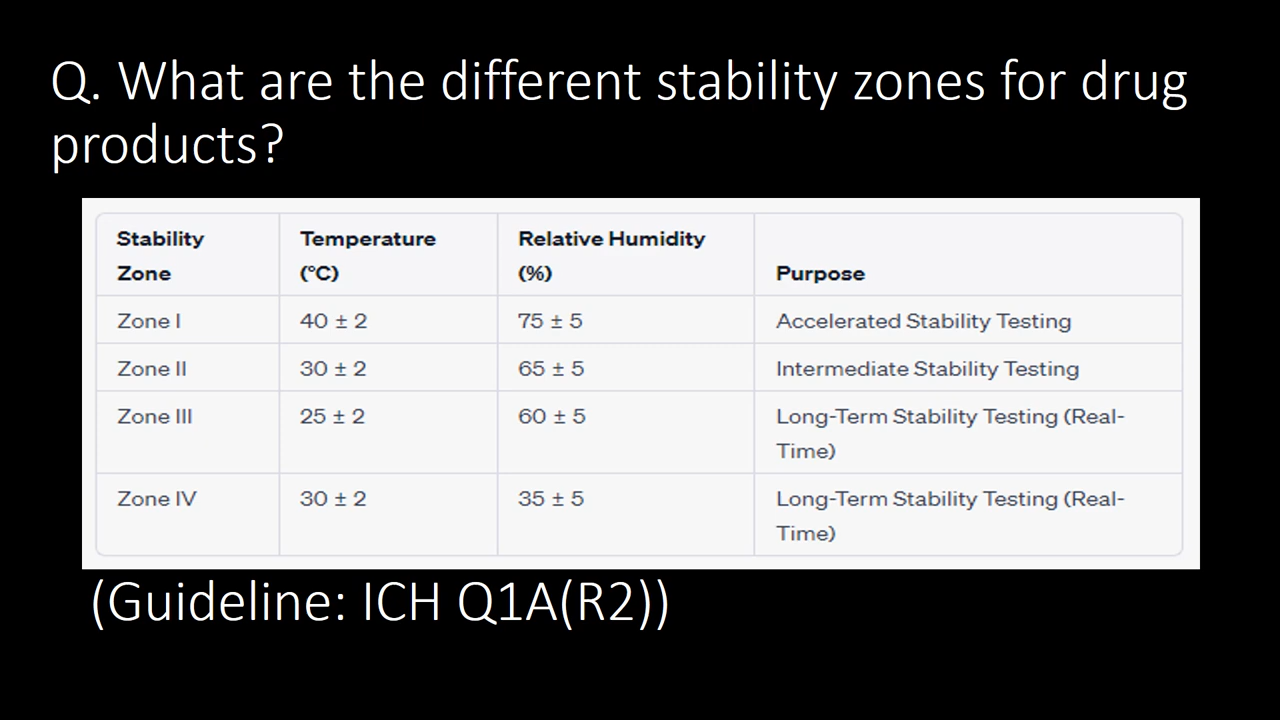 Q. What are the different stability zones for drug
products?
Stability Zone Temperature (°C) Relative Humidity (%) Purpose
Zone I 40 ± 2 75 ± 5 Accelerated Stability Testing
Zone II 30 ± 2 65 ± 5 Intermediate Stability Testing
Zone III 25 ± 2 60 ± 5 Long-Term Stability Testing (Real-
Time)
Zone IV 30 ± 2 35 ± 5 Long-Term Stability Testing (Real-
Time)
(Guideline: ICH Q1A(R2))